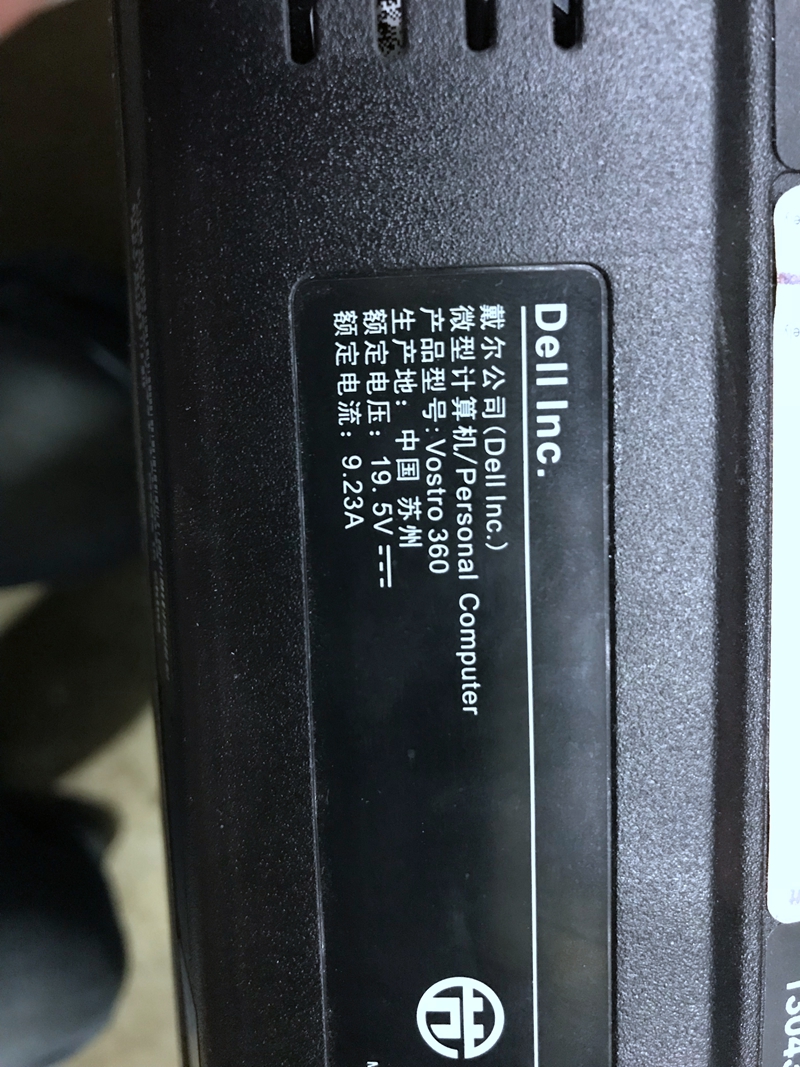 Dell Inc.
戴尔公司(Dell Inc.)
微型计算机/Personal Computer
产品型号:Vostro 360
生产地: 中国 苏州
额定电压: 19.5V
额定电流: 9.23A